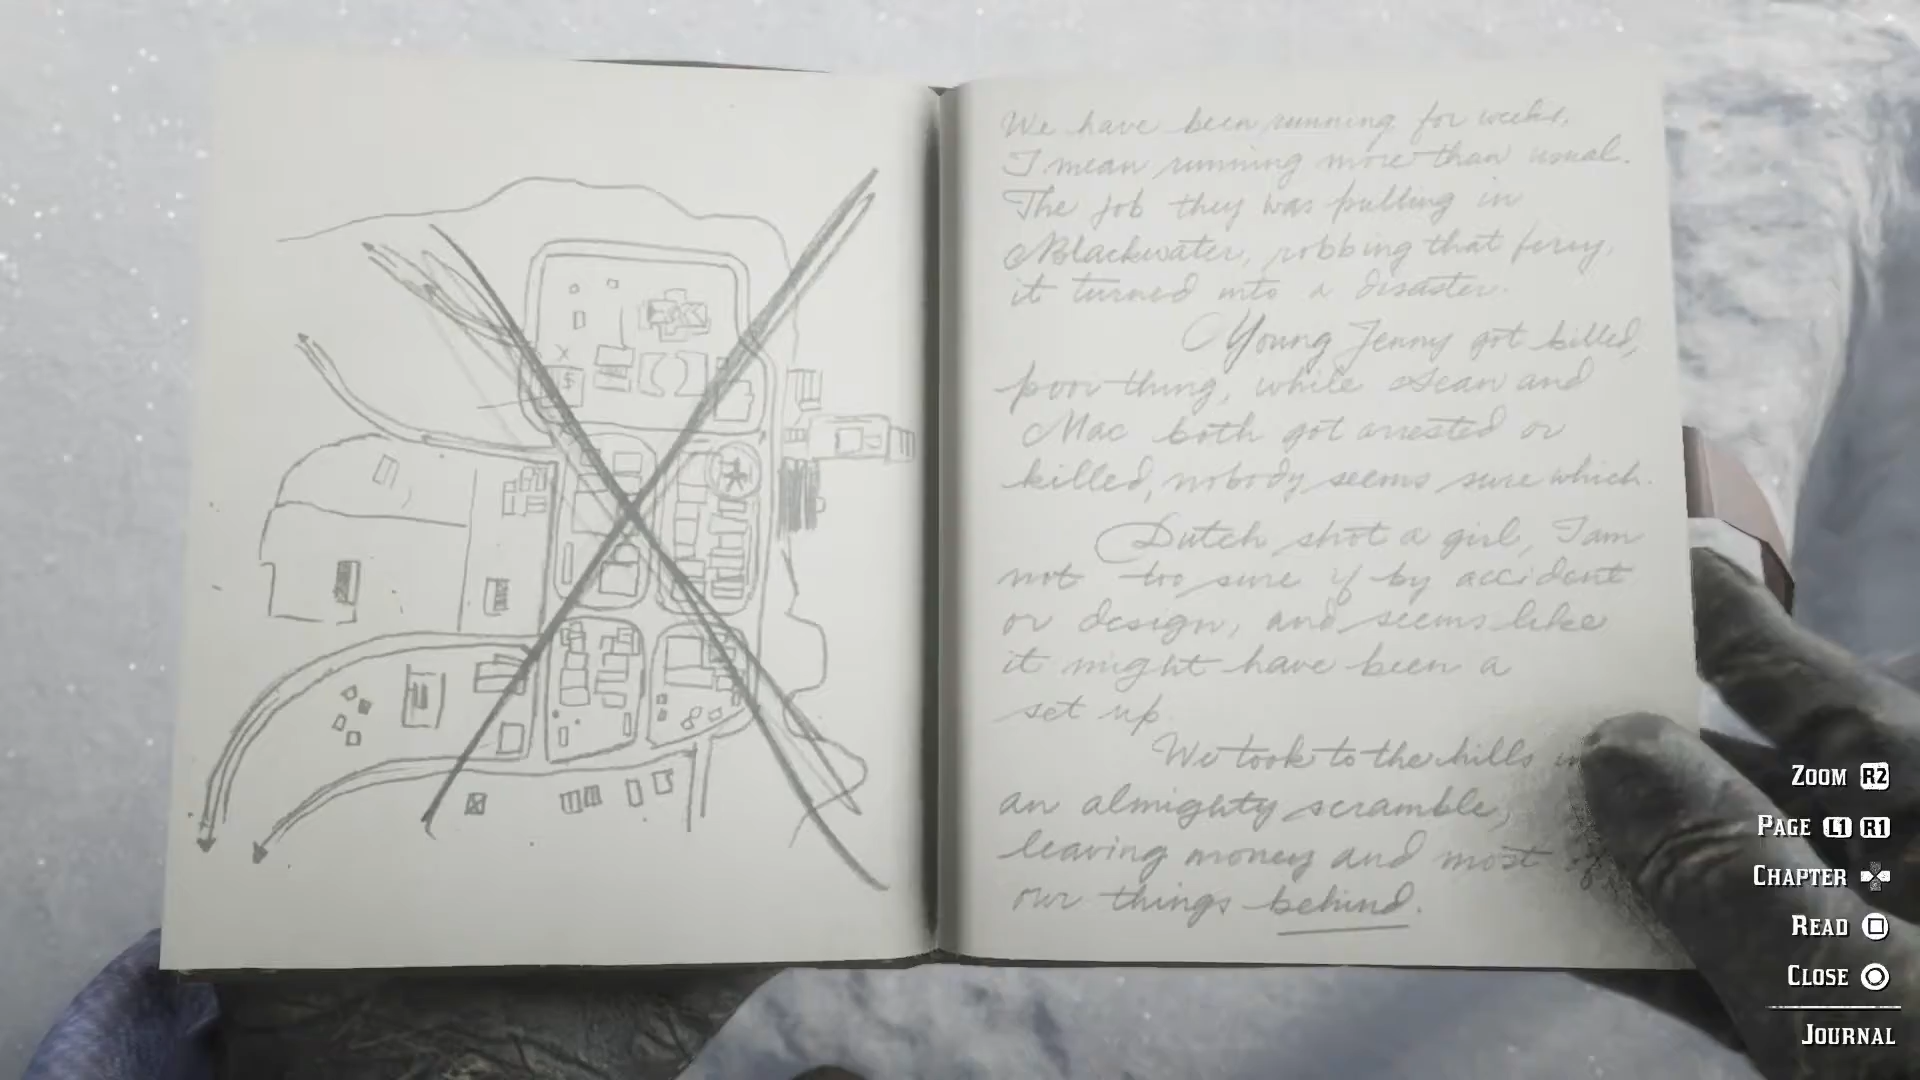 We have been running for weeks,
I mean running more than usual.
The job they was pulling in
Blackwater, robbing that ferry,
it turned into a disaster.
Young Jenny got killed,
poor thing, while Sean and
Mac both got arrested or
killed, nobody seems sure which.
Dutch shot a girl, I am
not too sure if by accident
or design, and seems like
it might have been a
set up.
We took to the hills in
an almighty scramble,
leaving money and most of
our things behind.
X
$
ZOOM R2
PAGE L1 R1
CHAPTER
READ
CLOSE
JOURNAL